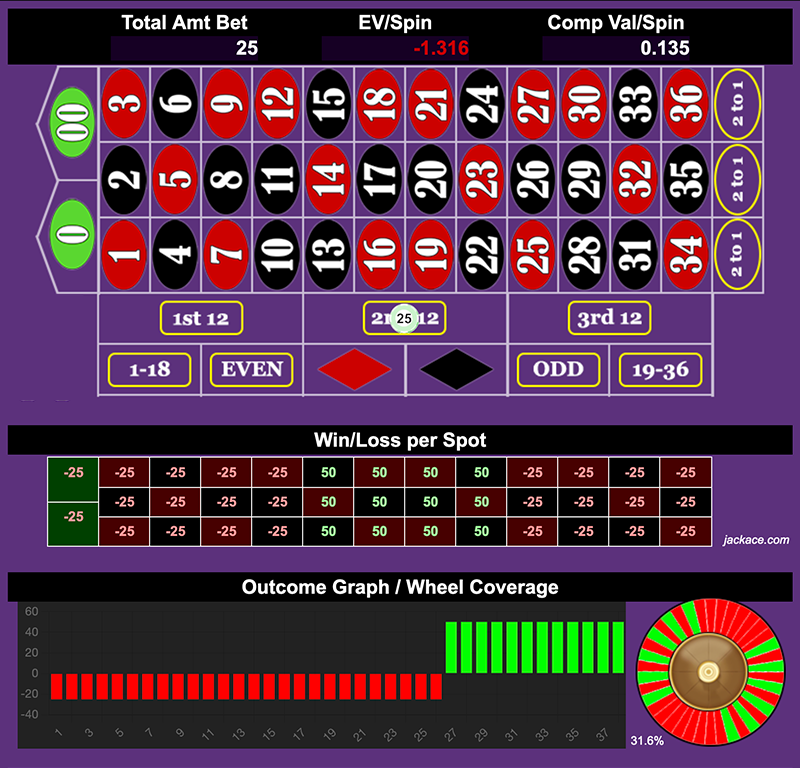 Total Amt Bet EV/Spin Comp Val/Spin
25 -1.316 0.135
00 3 6 9 12 15 18 21 24 27 30 33 36 2 to 1
2 5 8 11 14 17 20 23 26 29 32 35 2 to 1
0 1 4 7 10 13 16 19 22 25 28 31 34 2 to 1
1st 12 2n 25 12 3rd 12
1-18 EVEN ODD 19-36
Win/Loss per Spot
-25 -25 -25 -25 -25 50 50 50 50 -25 -25 -25 -25
-25 -25 -25 -25 50 50 50 50 -25 -25 -25 -25
-25 -25 -25 -25 -25 50 50 50 50 -25 -25 -25 -25
jackace.com
Outcome Graph / Wheel Coverage
60
40
20
0
-20
-40
1 3 5 7 9 11 13 15 17 19 21 23 25 27 29 31 33 35 37
31.6%